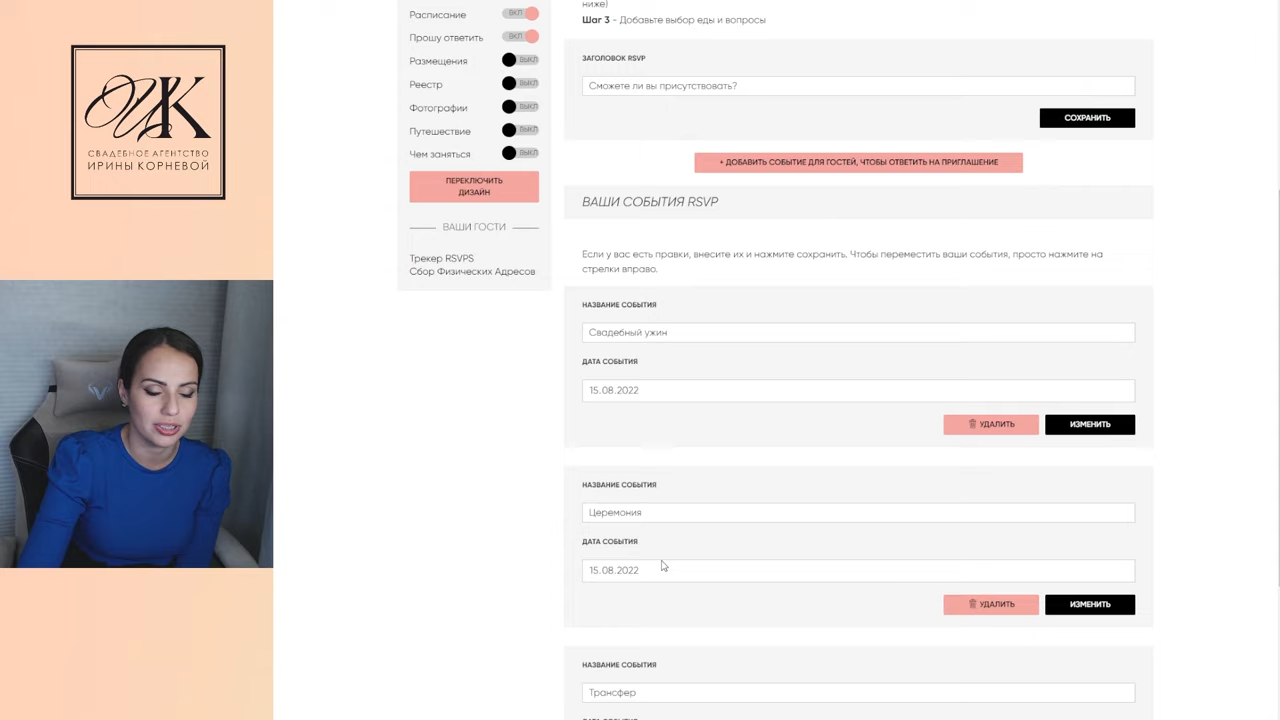 ИК
СВАДЕБНОЕ АГЕНТСТВО
ИРИНЫ КОРНЕВОЙ
Расписание ВКЛ
Прошу ответить ВКЛ
Размещения ВЫКЛ
Реестр ВЫКЛ
Фотографии ВЫКЛ
Путешествие ВЫКЛ
Чем заняться ВЫКЛ
ПЕРЕКЛЮЧИТЬ
ДИЗАЙН
ВАШИ ГОСТИ
Трекер RSVPS
Сбор Физических Адресов
ниже)
Шаг 3 - Добавьте выбор еды и вопросы
ЗАГОЛОВОК RSVP
Сможете ли вы присутствовать?
СОХРАНИТЬ
+ ДОБАВИТЬ СОБЫТИЕ ДЛЯ ГОСТЕЙ, ЧТОБЫ ОТВЕТИТЬ НА ПРИГЛАШЕНИЕ
ВАШИ СОБЫТИЯ RSVP
Если у вас есть правки, внесите их и нажмите сохранить. Чтобы переместить ваши события, просто нажмите на
стрелки вправо.
НАЗВАНИЕ СОБЫТИЯ
Свадебный ужин
ДАТА СОБЫТИЯ
15.08.2022
УДАЛИТЬ ИЗМЕНИТЬ
НАЗВАНИЕ СОБЫТИЯ
Церемония
ДАТА СОБЫТИЯ
15.08.2022
УДАЛИТЬ ИЗМЕНИТЬ
НАЗВАНИЕ СОБЫТИЯ
Трансфер
ДАТА СОБЫТИЯ